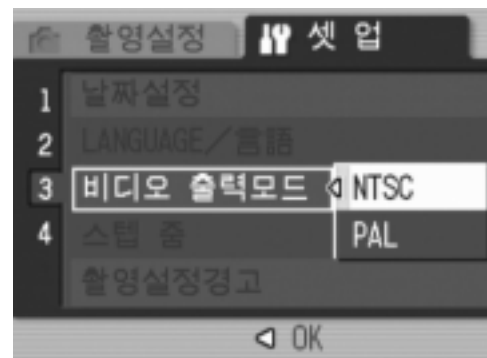 촬영설정 셋 업
1 날짜설정
2 LANGUAGE/言語
3 비디오 출력모드 NTSC
4 스텝 줌 PAL
촬영설정경고
OK